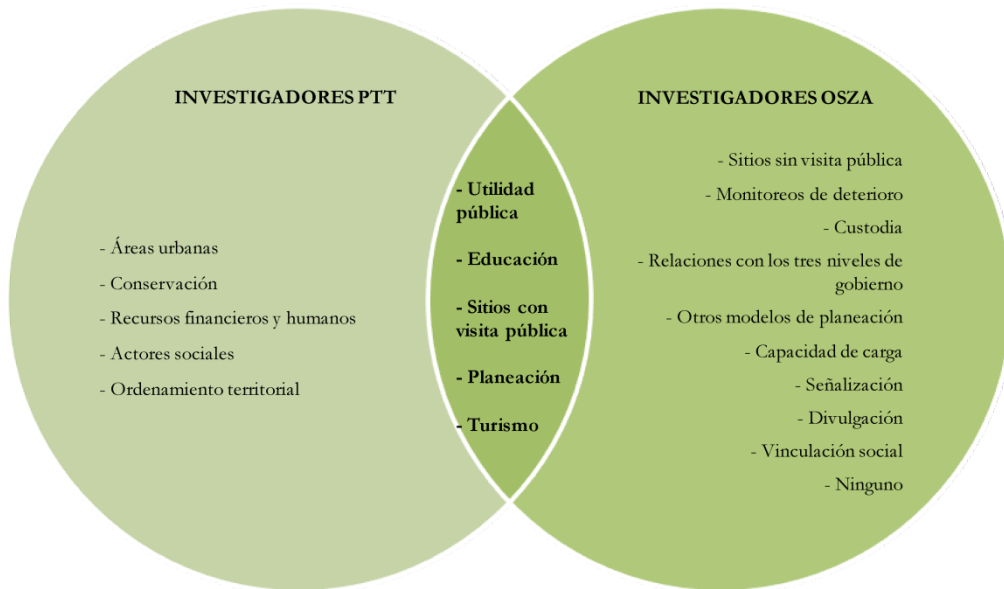 INVESTIGADORES PTT
- Áreas urbanas
- Conservación
- Recursos financieros y humanos
- Actores sociales
- Ordenamiento territorial
- Utilidad
pública
- Educación
- Sitios con
visita pública
- Planeación
- Turismo
INVESTIGADORES OSZA
- Sitios sin visita pública
- Monitoreos de deterioro
- Custodia
- Relaciones con los tres niveles de
gobierno
- Otros modelos de planeación
- Capacidad de carga
- Señalización
- Divulgación
- Vinculación social
- Ninguno